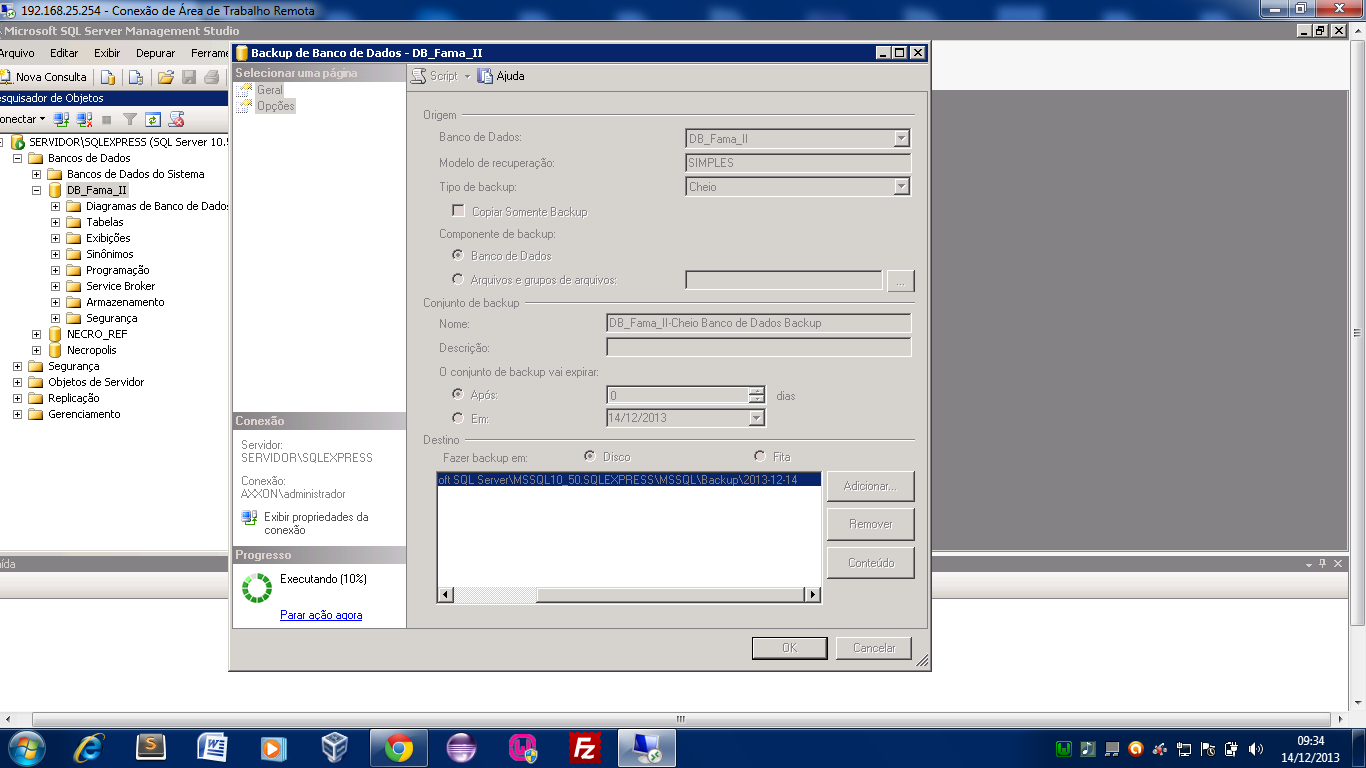 192.168.25.254 - Conexão de Área de Trabalho Remota
Microsoft SQL Server Management Studio
Arquivo Editar Exibir Depurar Ferrame
Nova Consulta
esquisador de Objetos
onectar
SERVIDOR\SQLEXPRESS (SQL Server 10.5
Bancos de Dados
Bancos de Dados do Sistema
DB_Fama_II
Diagramas de Banco de Dados
Tabelas
Exibições
Sinônimos
Programação
Service Broker
Armazenamento
Segurança
NECRO_REF
Necropolis
Segurança
Objetos de Servidor
Replicação
Gerenciamento
aída
Backup de Banco de Dados - DB_Fama_II
Selecionar uma página
Geral
Opções
Conexão
Servidor:
SERVIDOR\SQLEXPRESS
Conexão:
AXXON\administrador
Exibir propriedades da
conexão
Progresso
Executando (10%)
Parar ação agora
Script Ajuda
Origem
Banco de Dados: DB_Fama_II
Modelo de recuperação: SIMPLES
Tipo de backup: Cheio
Copiar Somente Backup
Componente de backup:
Banco de Dados
Arquivos e grupos de arquivos: ...
Conjunto de backup
Nome: DB_Fama_II-Cheio Banco de Dados Backup
Descrição:
O conjunto de backup vai expirar:
Após: 0 dias
Em: 14/12/2013
Destino
Fazer backup em: Disco Fita
oft SQL Server\MSSQL10_50.SQLEXPRESS\MSSQL\Backup\2013-12-14
Adicionar...
Remover
Conteúdo
OK Cancelar
09:34
14/12/2013